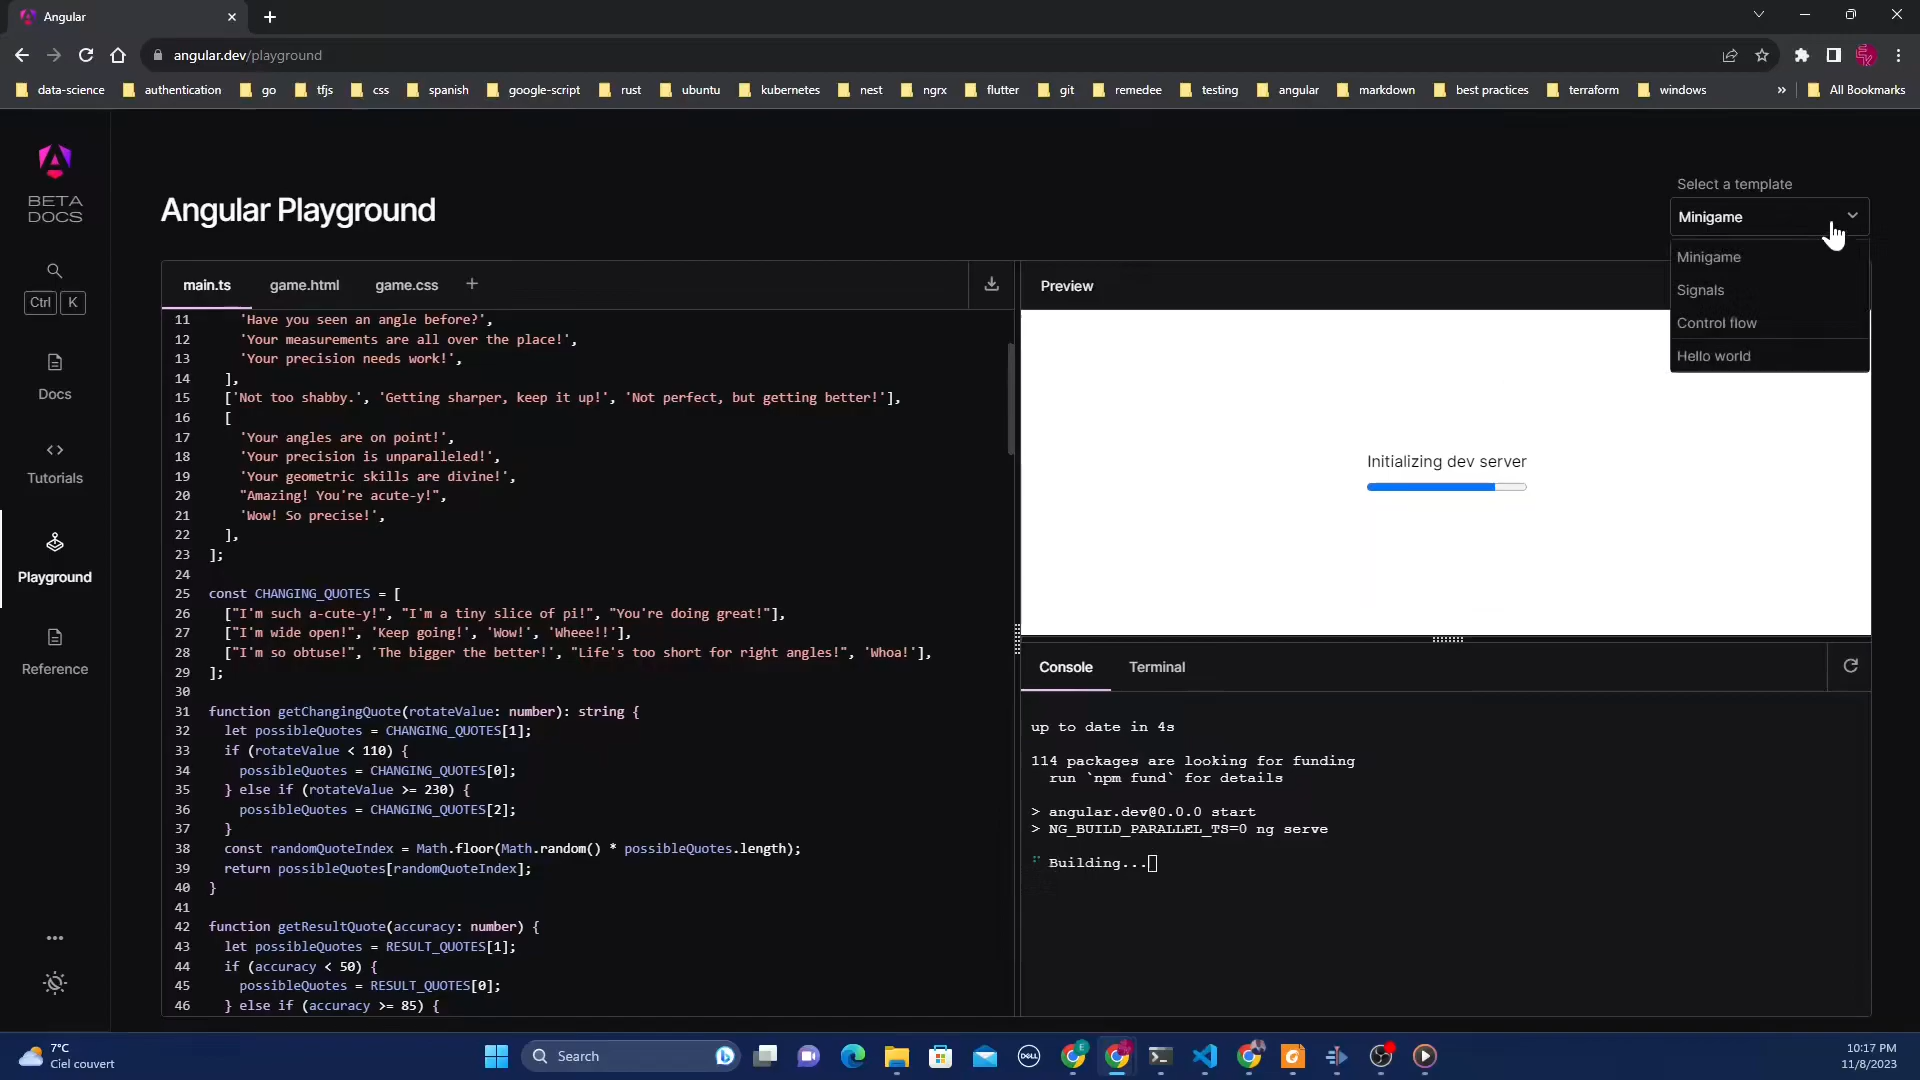 Angular
angular.dev/playground
data-science
authentication
go
tfjs
css
spanish
google-script
rust
ubuntu
kubernetes
nest
ngrx
flutter
git
remedee
testing
angular
markdown
best practices
terraform
windows
»
All Bookmarks
BETA
DOCS
Ctrl K
Docs
Tutorials
Playground
Reference
Angular Playground
Select a template
Minigame
Minigame
Signals
Control flow
Hello world
main.ts
game.html
game.css
+
11 'Have you seen an angle before?',
12 'Your measurements are all over the place!',
13 'Your precision needs work!',
14 ],
15 ['Not too shabby.', 'Getting sharper, keep it up!', 'Not perfect, but getting better!'],
16 [
17 'Your angles are on point!',
18 'Your precision is unparalleled!',
19 'Your geometric skills are divine!',
20 "Amazing! You're acute-y!",
21 'Wow! So precise!',
22 ],
23 ];
24
25 const CHANGING_QUOTES = [
26 ["I'm such a-cute-y!", "I'm a tiny slice of pi!", "You're doing great!"],
27 ["I'm wide open!", 'Keep going!', 'Wow!', 'Wheee!!'],
28 ["I'm so obtuse!", 'The bigger the better!', "Life's too short for right angles!", 'Whoa!'],
29 ];
30
31 function getChangingQuote(rotateValue: number): string {
32 let possibleQuotes = CHANGING_QUOTES[1];
33 if (rotateValue < 110) {
34 possibleQuotes = CHANGING_QUOTES[0];
35 } else if (rotateValue >= 230) {
36 possibleQuotes = CHANGING_QUOTES[2];
37 }
38 const randomQuoteIndex = Math.floor(Math.random() * possibleQuotes.length);
39 return possibleQuotes[randomQuoteIndex];
40 }
41
42 function getResultQuote(accuracy: number) {
43 let possibleQuotes = RESULT_QUOTES[1];
44 if (accuracy < 50) {
45 possibleQuotes = RESULT_QUOTES[0];
46 } else if (accuracy >= 85) {
Preview
Initializing dev server
Console
Terminal
up to date in 4s
114 packages are looking for funding
run `npm fund` for details
> angular.dev@0.0.0 start
> NG_BUILD_PARALLEL_TS=0 ng serve
Building...
7°C
Ciel couvert
Search
DELL
10:17 PM
11/8/2023